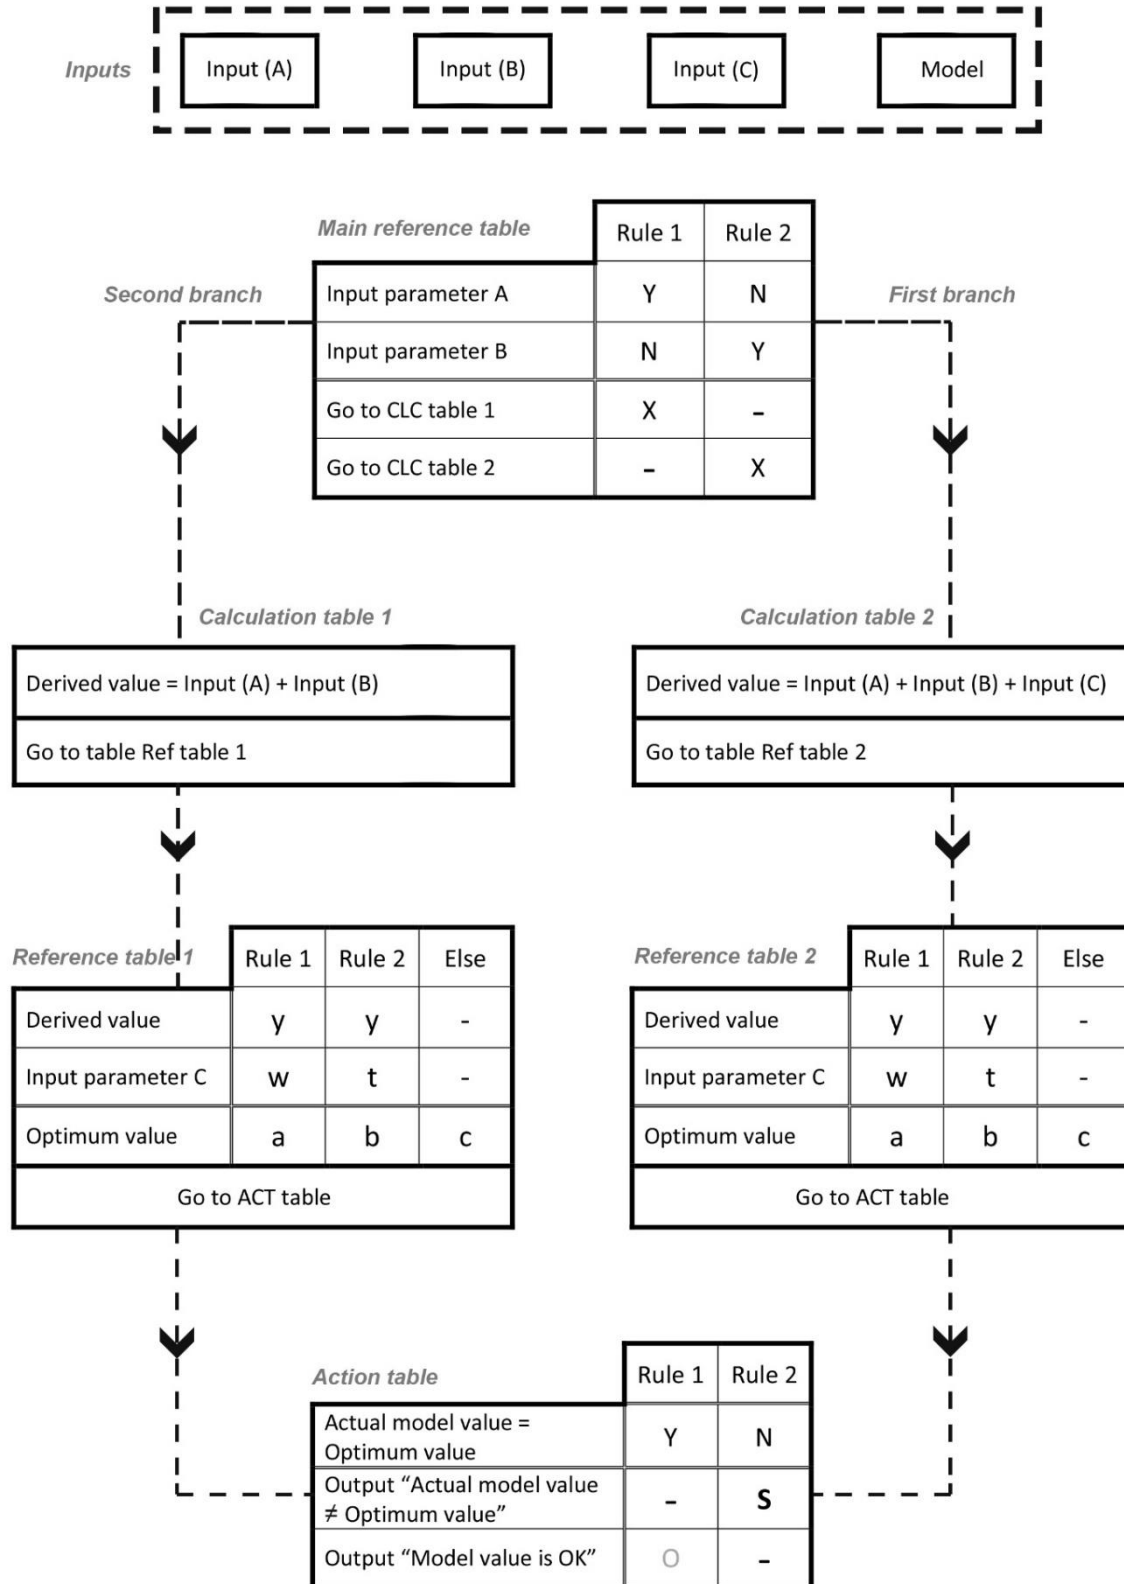 Inputs
Input (A) Input (B) Input (C) Model
Main reference table Rule 1 Rule 2
Second branch
First branch
Input parameter A Y N
Input parameter B N Y
Go to CLC table 1 X -
Go to CLC table 2 - X
Calculation table 1
Derived value = Input (A) + Input (B)
Go to table Ref table 1
Calculation table 2
Derived value = Input (A) + Input (B) + Input (C)
Go to table Ref table 2
Reference table 1 Rule 1 Rule 2 Else
Derived value y y -
Input parameter C w t -
Optimum value a b c
Go to ACT table
Reference table 2 Rule 1 Rule 2 Else
Derived value y y -
Input parameter C w t -
Optimum value a b c
Go to ACT table
Action table Rule 1 Rule 2
Actual model value =
Optimum value Y N
Output “Actual model value
≠ Optimum value” - S
Output “Model value is OK” O -